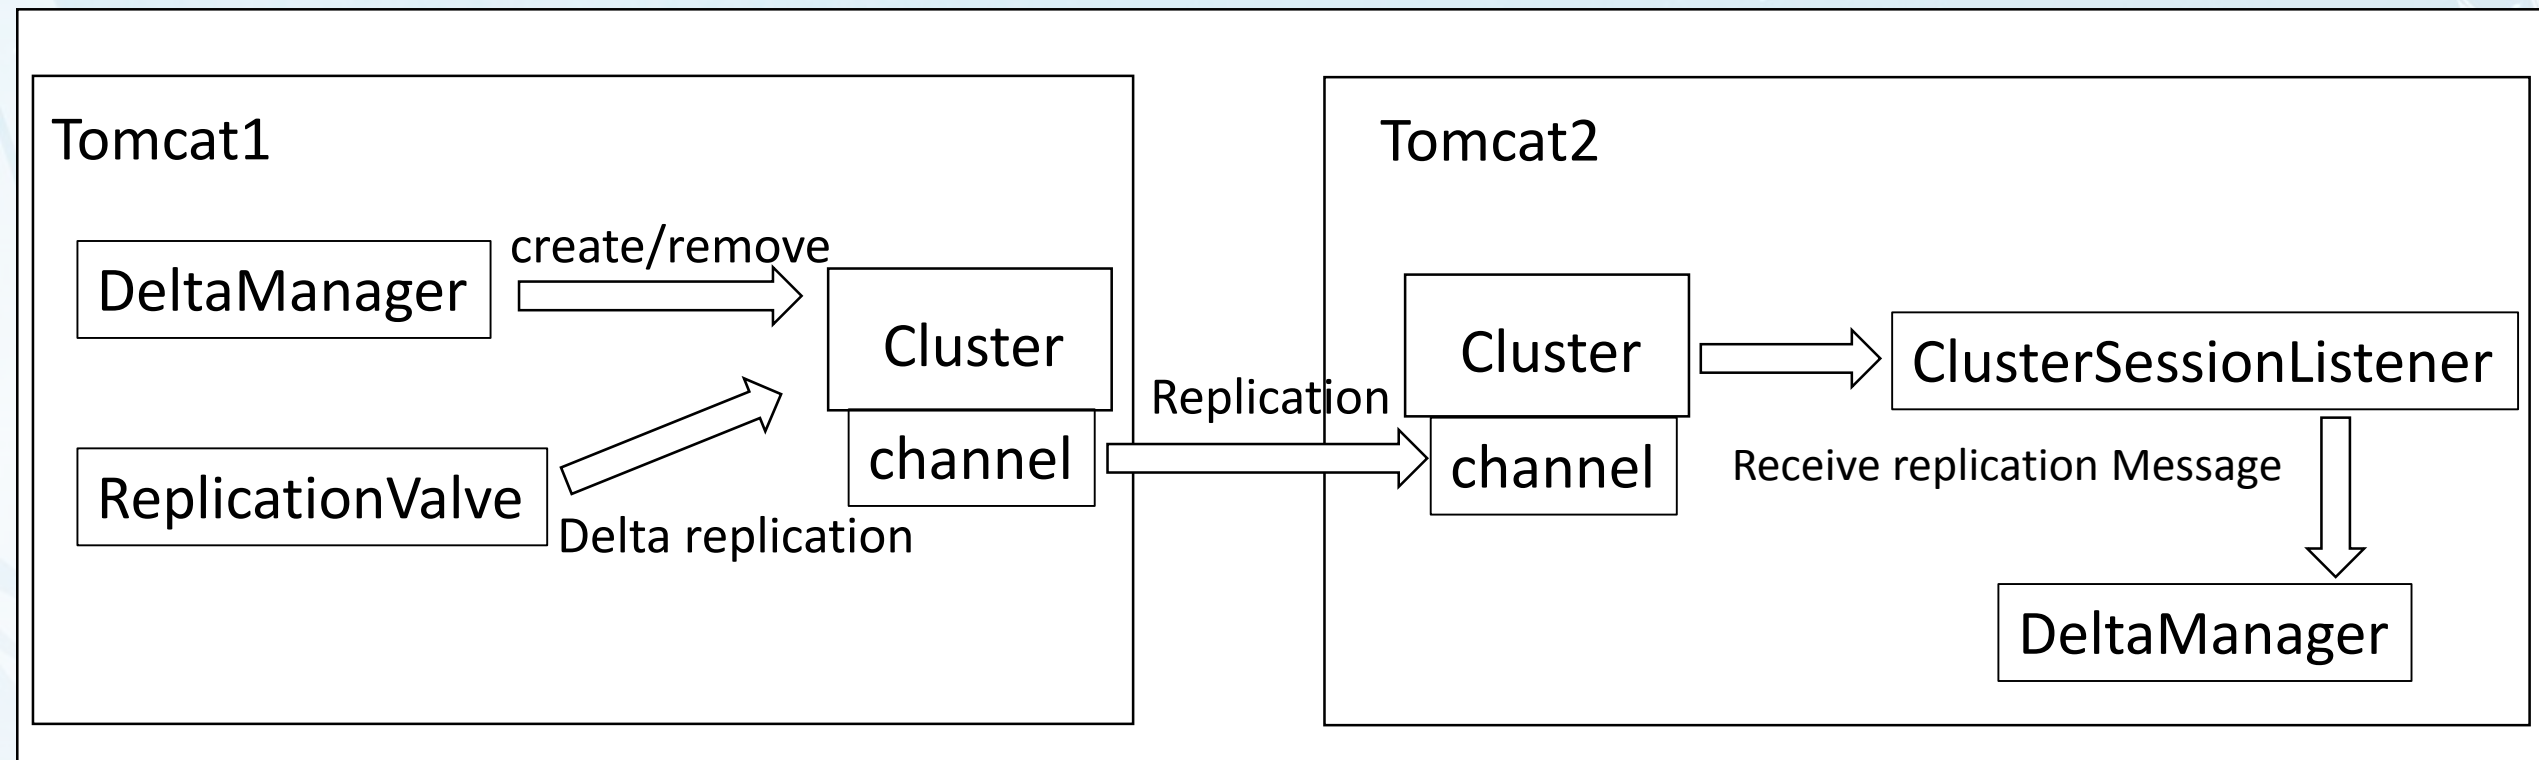 Tomcat1
DeltaManager
create/remove
Cluster
channel
ReplicationValve
Delta replication
Replication
Tomcat2
Cluster
channel
ClusterSessionListener
Receive replication Message
DeltaManager